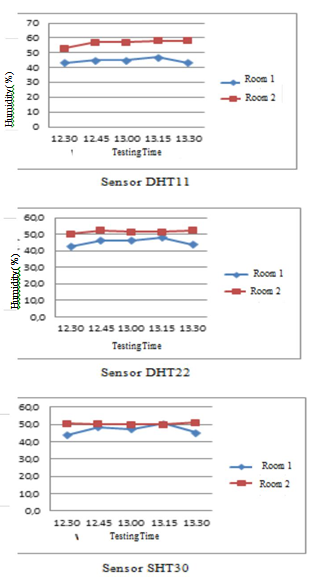 70
60
50
40
30
20
10
0
Humidity(%)
12.30 12.45 13.00 13.15 13.30
TestingTime
Room 1
Room 2
Sensor DHT11
60,0
50,0
40,0
30,0
20,0
10,0
0,0
Humidity(%)
12.30 12.45 13.00 13.15 13.30
TestingTime
Room 1
Room 2
Sensor DHT22
60,0
50,0
40,0
30,0
20,0
10,0
0,0
12.30 12.45 13.00 13.15 13.30
TestingTime
Room 1
Room 2
Sensor SHT30